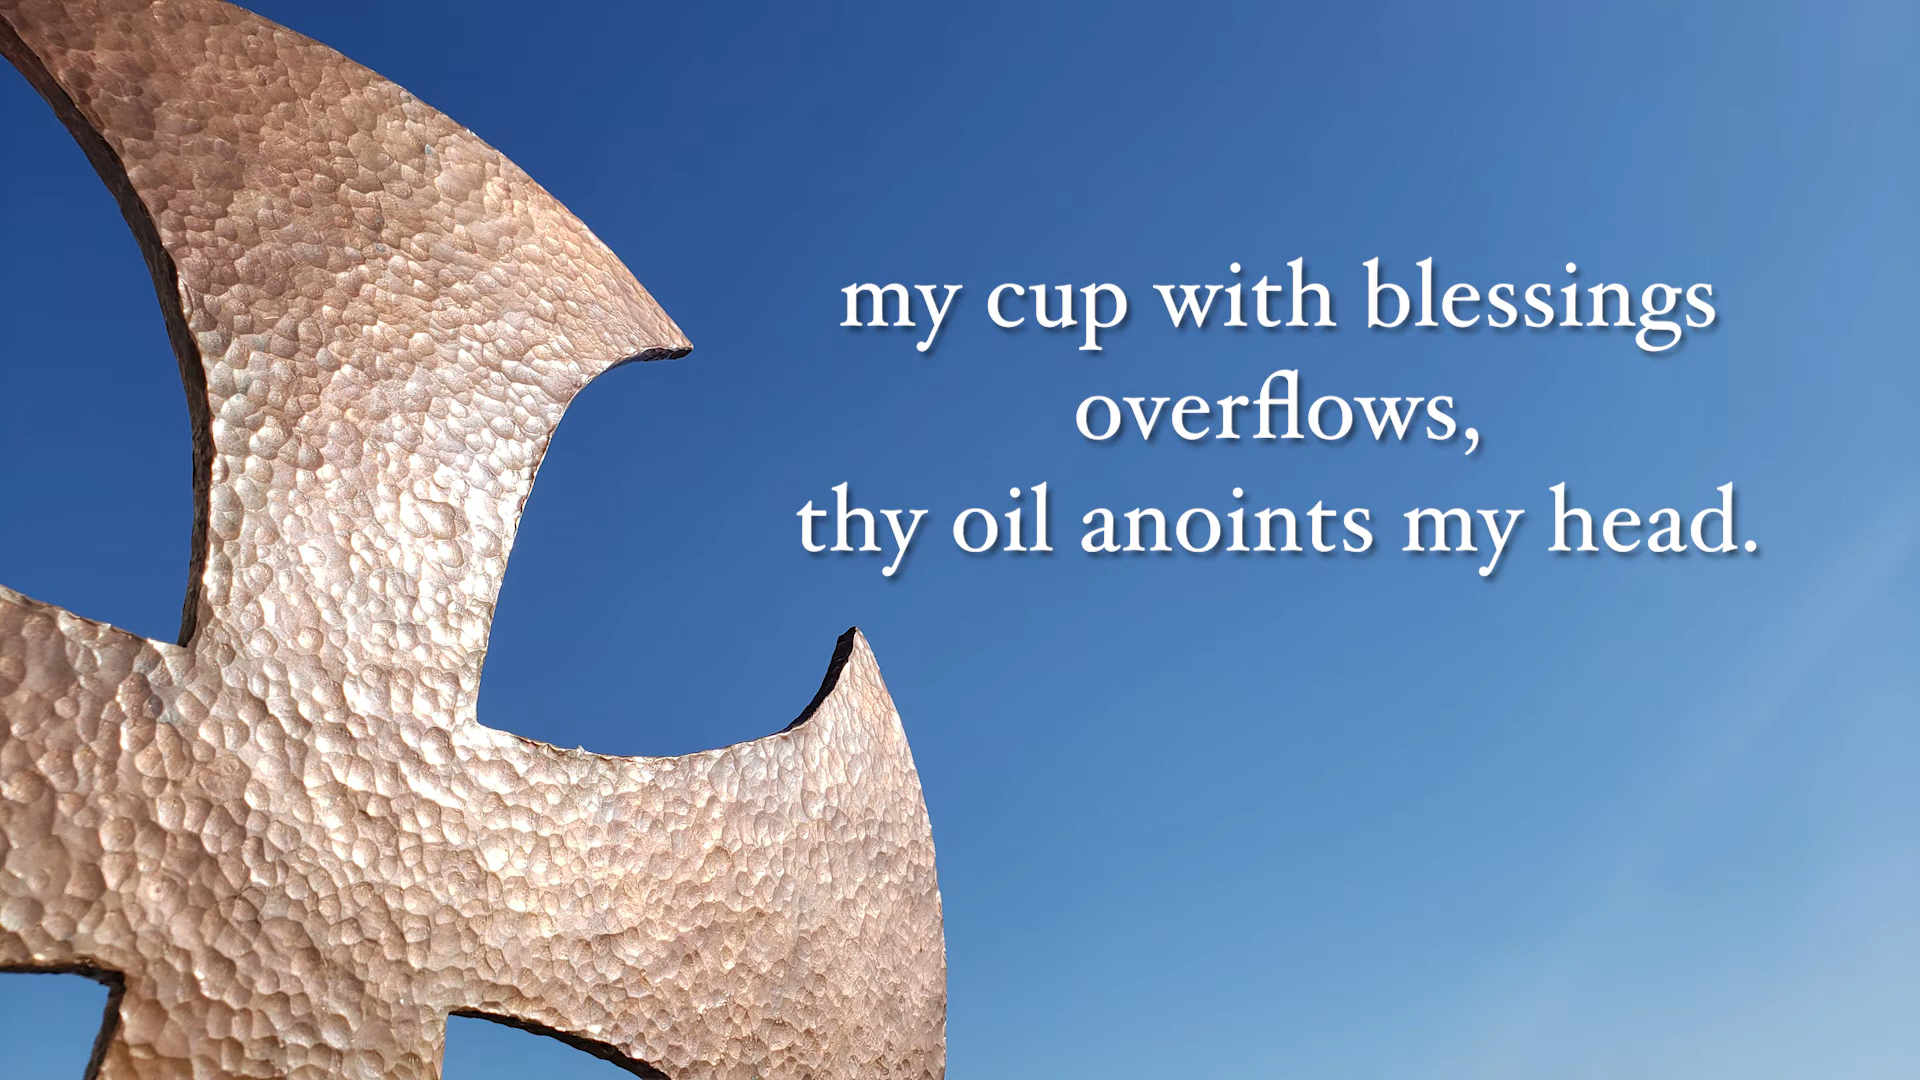 my cup with blessings
overflows,
thy oil anoints my head.